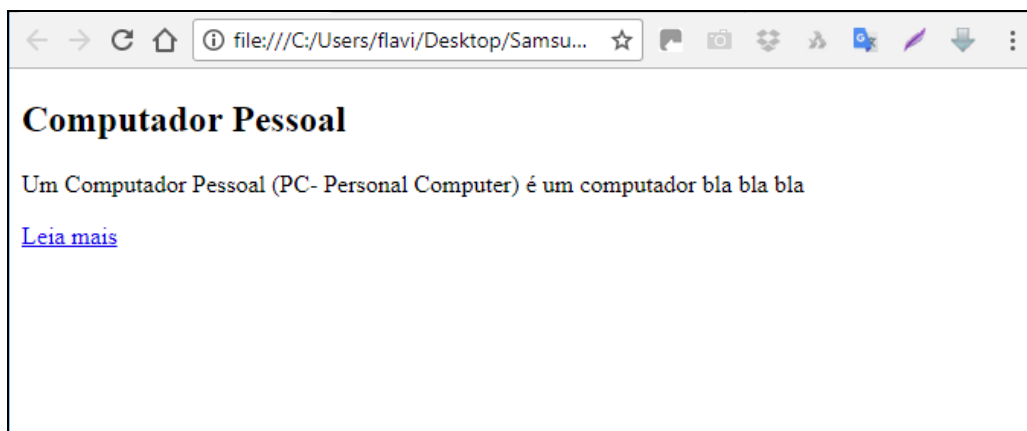 file:///C:/Users/flavi/Desktop/Samsu...
Computador Pessoal
Um Computador Pessoal (PC- Personal Computer) é um computador bla bla bla
Leia mais